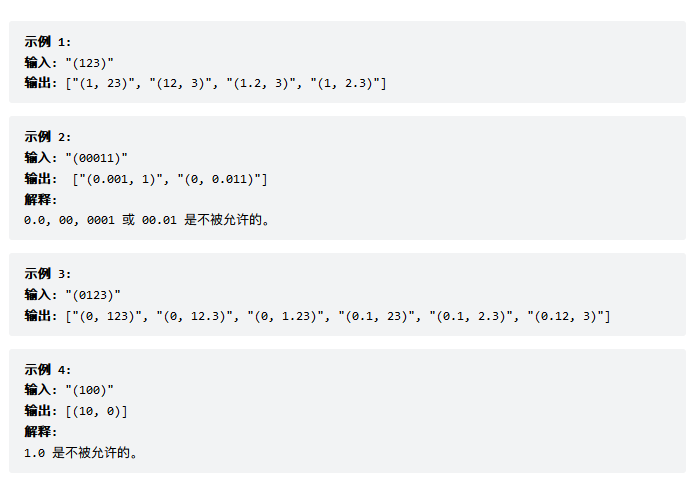 示例 1:
输入: "(123)"
输出: ["(1, 23)", "(12, 3)", "(1.2, 3)", "(1, 2.3)"]
示例 2:
输入: "(00011)"
输出:  ["(0.001, 1)", "(0, 0.011)"]
解释:
0.0, 00, 0001 或 00.01 是不被允许的。
示例 3:
输入: "(0123)"
输出: ["(0, 123)", "(0, 12.3)", "(0, 1.23)", "(0.1, 23)", "(0.1, 2.3)", "(0.12, 3)"]
示例 4:
输入: "(100)"
输出: [(10, 0)]
解释:
1.0 是不被允许的。